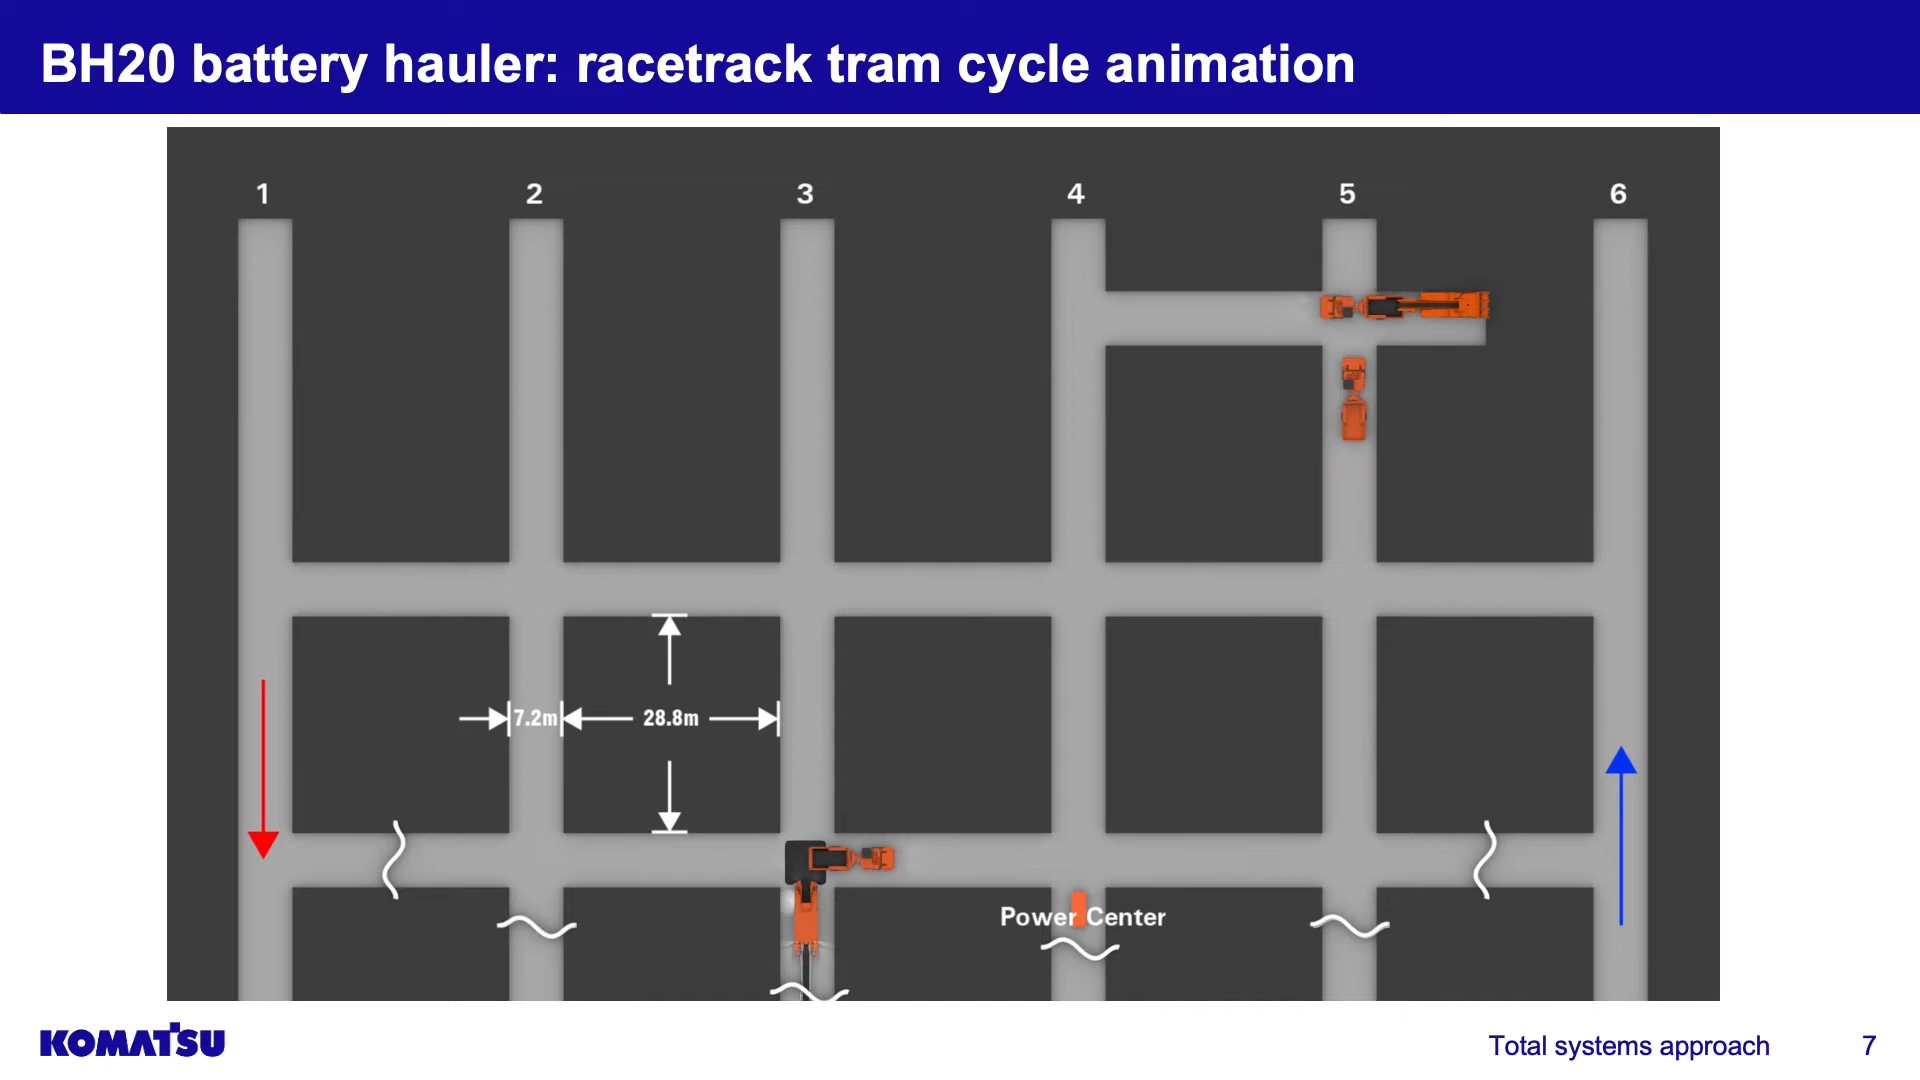 BH20 battery hauler: racetrack tram cycle animation
1 2 3 4 5 6
7.2m 28.8m
Power Center
KOMATSU
Total systems approach 7